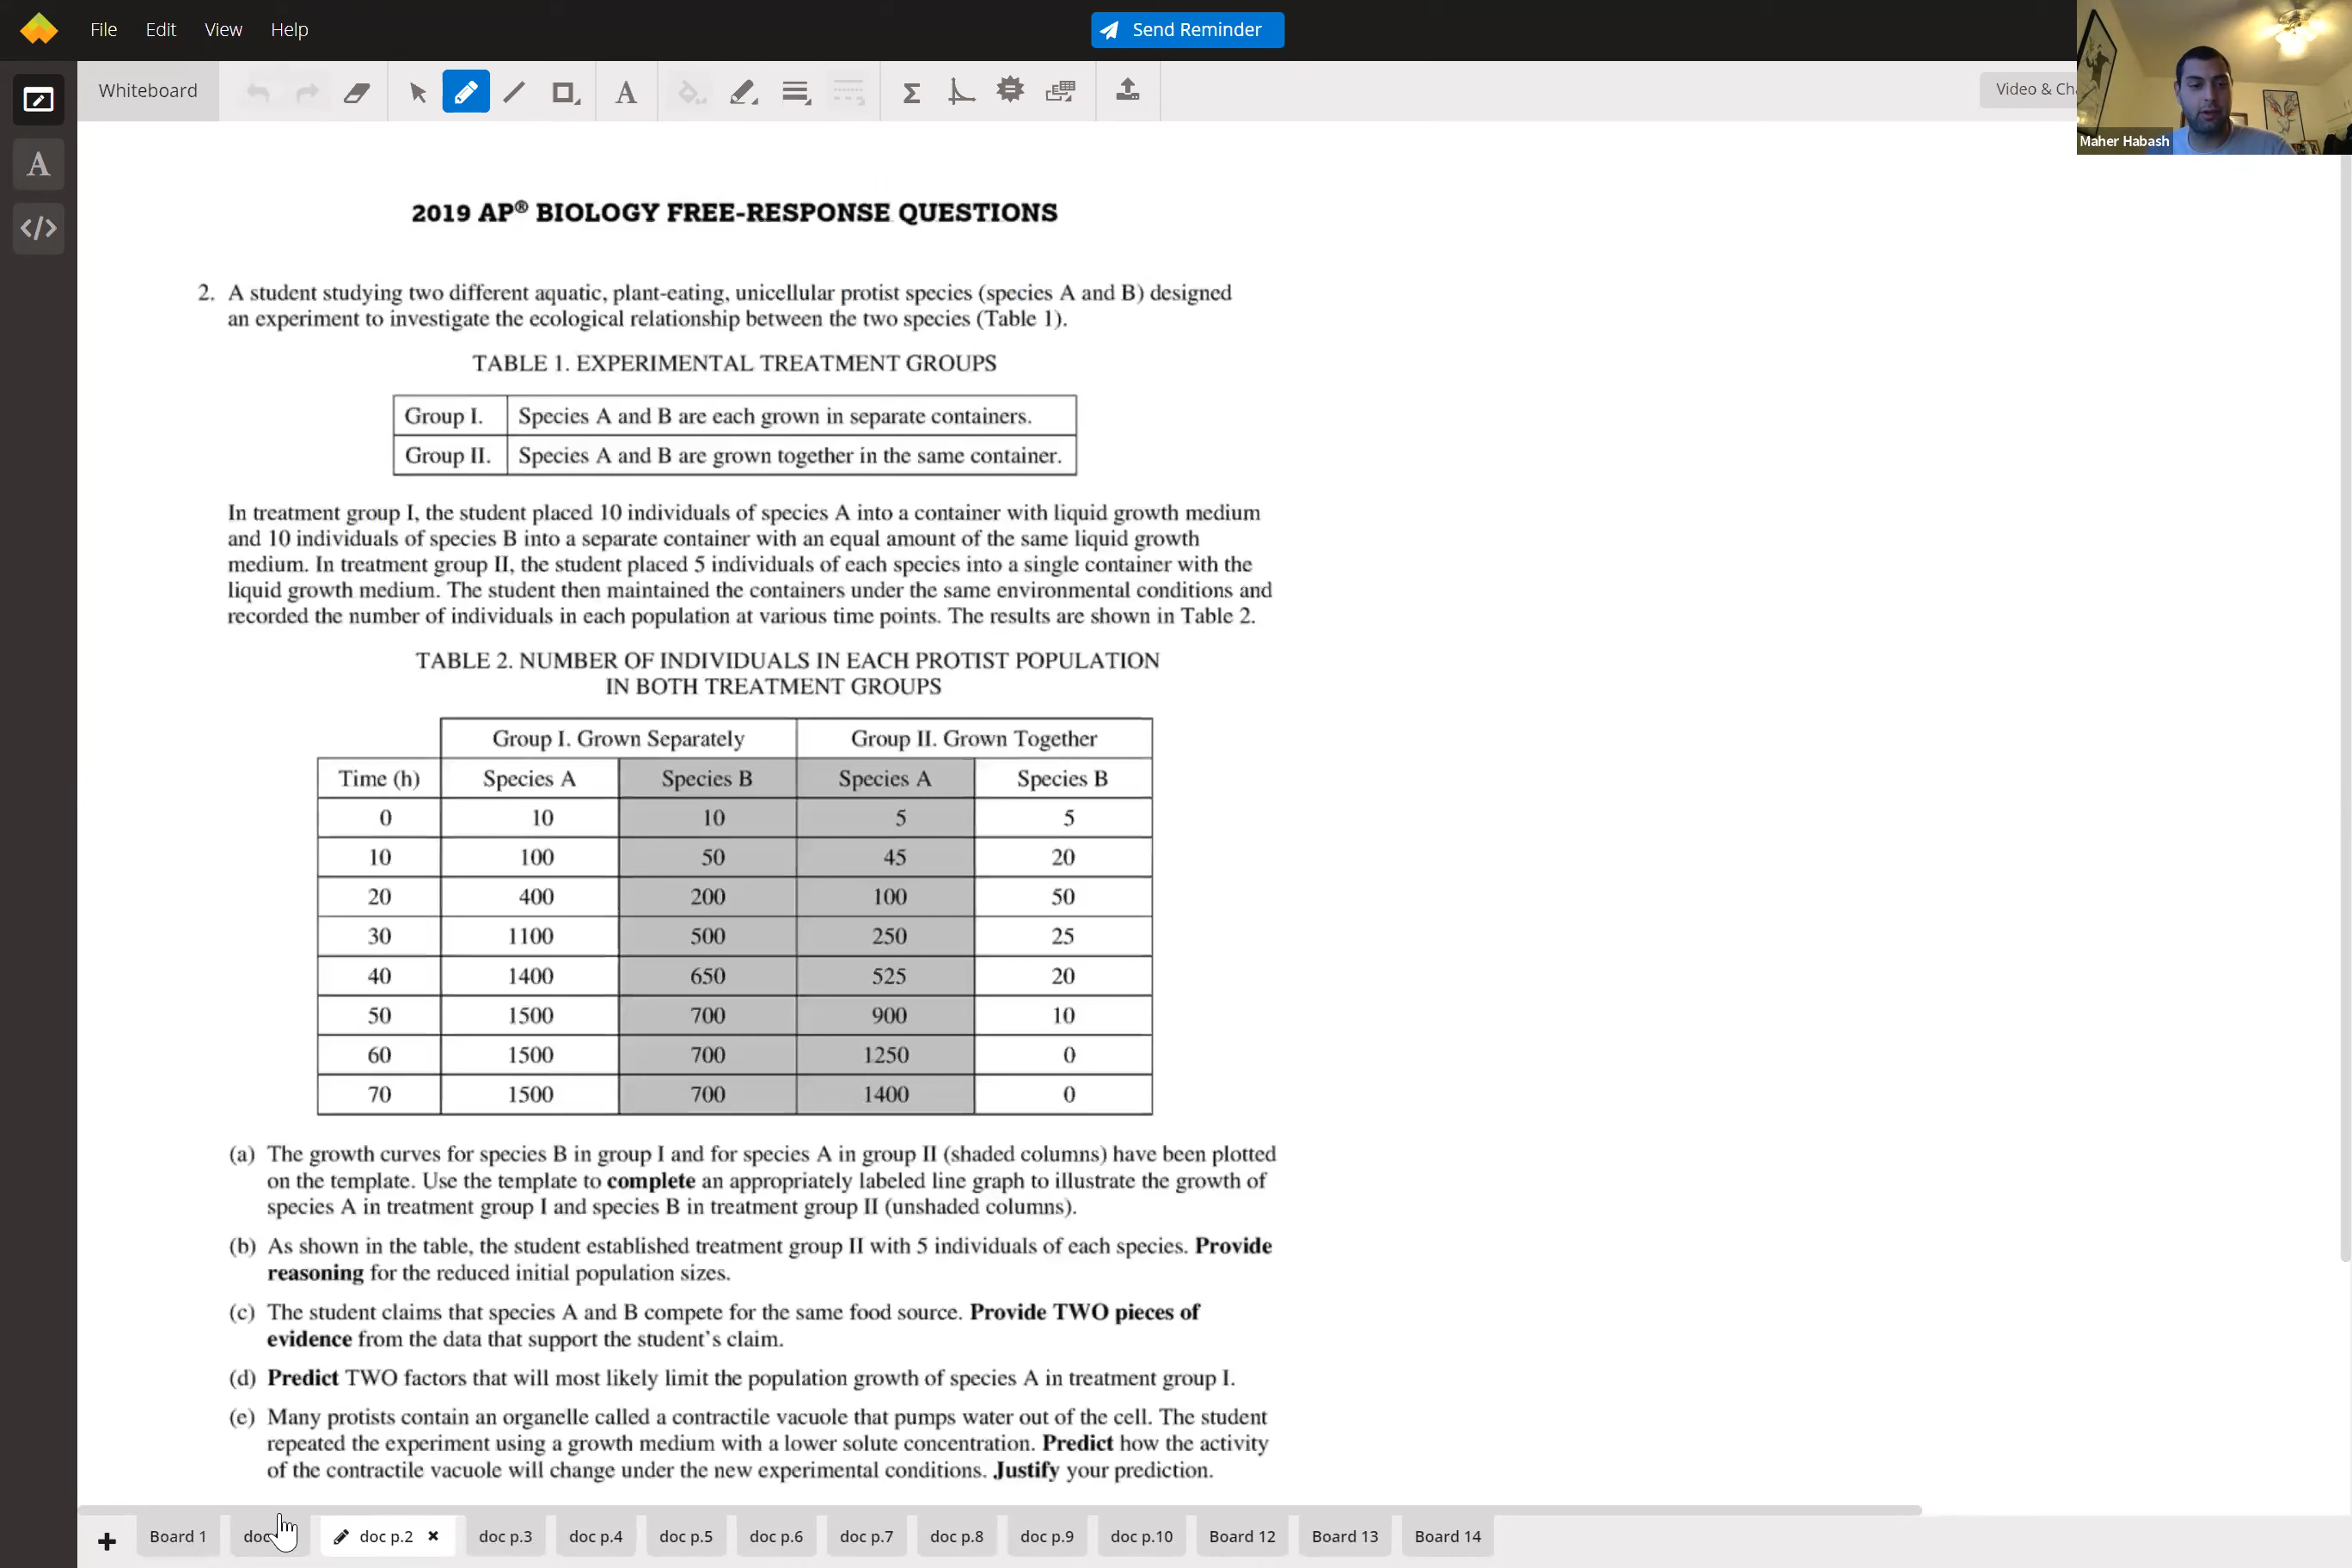 File Edit View Help Send Reminder
Whiteboard A Σ Video & Ch
Maher Habash
A
</>
2019 AP® BIOLOGY FREE-RESPONSE QUESTIONS
2. A student studying two different aquatic, plant-eating, unicellular protist species (species A and B) designed
an experiment to investigate the ecological relationship between the two species (Table 1).
TABLE 1. EXPERIMENTAL TREATMENT GROUPS
Group I. Species A and B are each grown in separate containers.
Group II. Species A and B are grown together in the same container.
In treatment group I, the student placed 10 individuals of species A into a container with liquid growth medium
and 10 individuals of species B into a separate container with an equal amount of the same liquid growth
medium. In treatment group II, the student placed 5 individuals of each species into a single container with the
liquid growth medium. The student then maintained the containers under the same environmental conditions and
recorded the number of individuals in each population at various time points. The results are shown in Table 2.
TABLE 2. NUMBER OF INDIVIDUALS IN EACH PROTIST POPULATION
IN BOTH TREATMENT GROUPS
Group I. Grown Separately Group II. Grown Together
Time (h) Species A Species B Species A Species B
0 10 10 5 5
10 100 50 45 20
20 400 200 100 50
30 1100 500 250 25
40 1400 650 525 20
50 1500 700 900 10
60 1500 700 1250 0
70 1500 700 1400 0
(a) The growth curves for species B in group I and for species A in group II (shaded columns) have been plotted
on the template. Use the template to complete an appropriately labeled line graph to illustrate the growth of
species A in treatment group I and species B in treatment group II (unshaded columns).
(b) As shown in the table, the student established treatment group II with 5 individuals of each species. Provide
reasoning for the reduced initial population sizes.
(c) The student claims that species A and B compete for the same food source. Provide TWO pieces of
evidence from the data that support the student's claim.
(d) Predict TWO factors that will most likely limit the population growth of species A in treatment group I.
(e) Many protists contain an organelle called a contractile vacuole that pumps water out of the cell. The student
repeated the experiment using a growth medium with a lower solute concentration. Predict how the activity
of the contractile vacuole will change under the new experimental conditions. Justify your prediction.
Board 1 doc doc p.2 doc p.3 doc p.4 doc p.5 doc p.6 doc p.7 doc p.8 doc p.9 doc p.10 Board 12 Board 13 Board 14